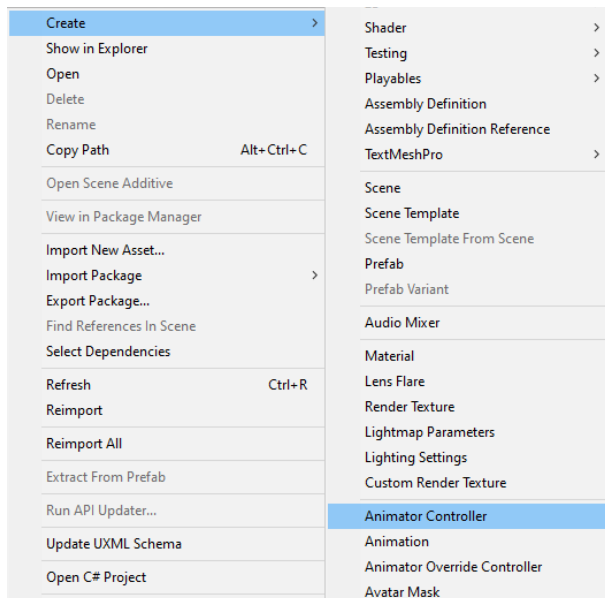 Create
Show in Explorer
Open
Delete
Rename
Copy Path Alt+Ctrl+C
Open Scene Additive
View in Package Manager
Import New Asset...
Import Package
Export Package...
Find References In Scene
Select Dependencies
Refresh Ctrl+R
Reimport
Reimport All
Extract From Prefab
Run API Updater...
Update UXML Schema
Open C# Project
Shader
Testing
Playables
Assembly Definition
Assembly Definition Reference
TextMeshPro
Scene
Scene Template
Scene Template From Scene
Prefab
Prefab Variant
Audio Mixer
Material
Lens Flare
Render Texture
Lightmap Parameters
Lighting Settings
Custom Render Texture
Animator Controller
Animation
Animator Override Controller
Avatar Mask